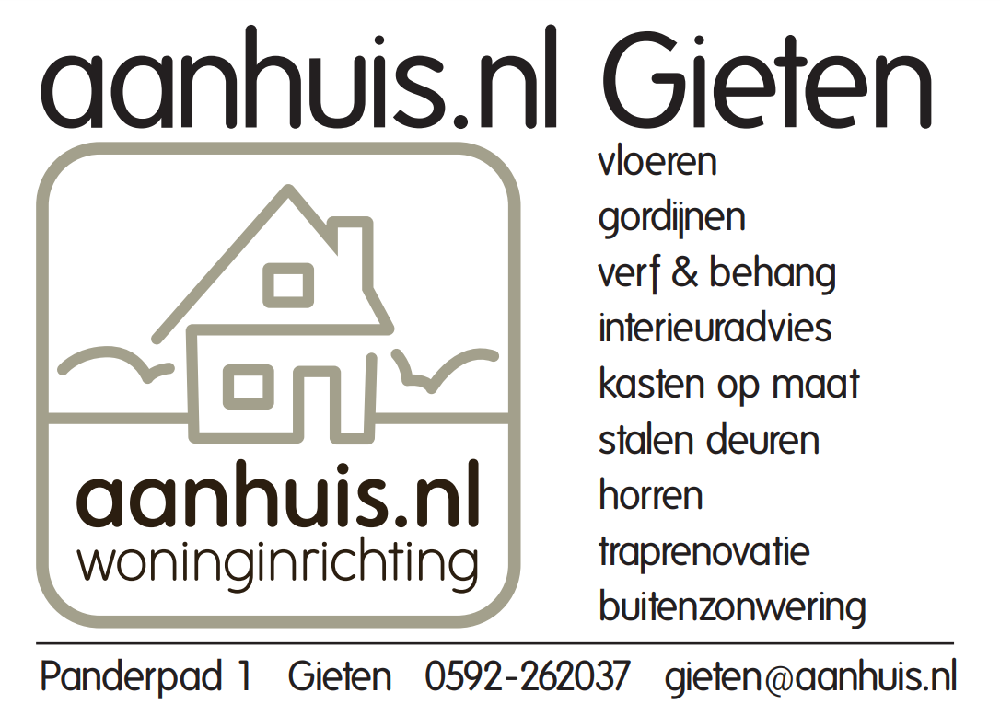 aanhuis.nl Gieten
aanhuis.nl
woninginrichting
vloeren
gordijnen
verf & behang
interieuradvies
kasten op maat
stalen deuren
horren
traprenovatie
buitenzonwering
Panderpad 1 Gieten 0592-262037 gieten@aanhuis.nl